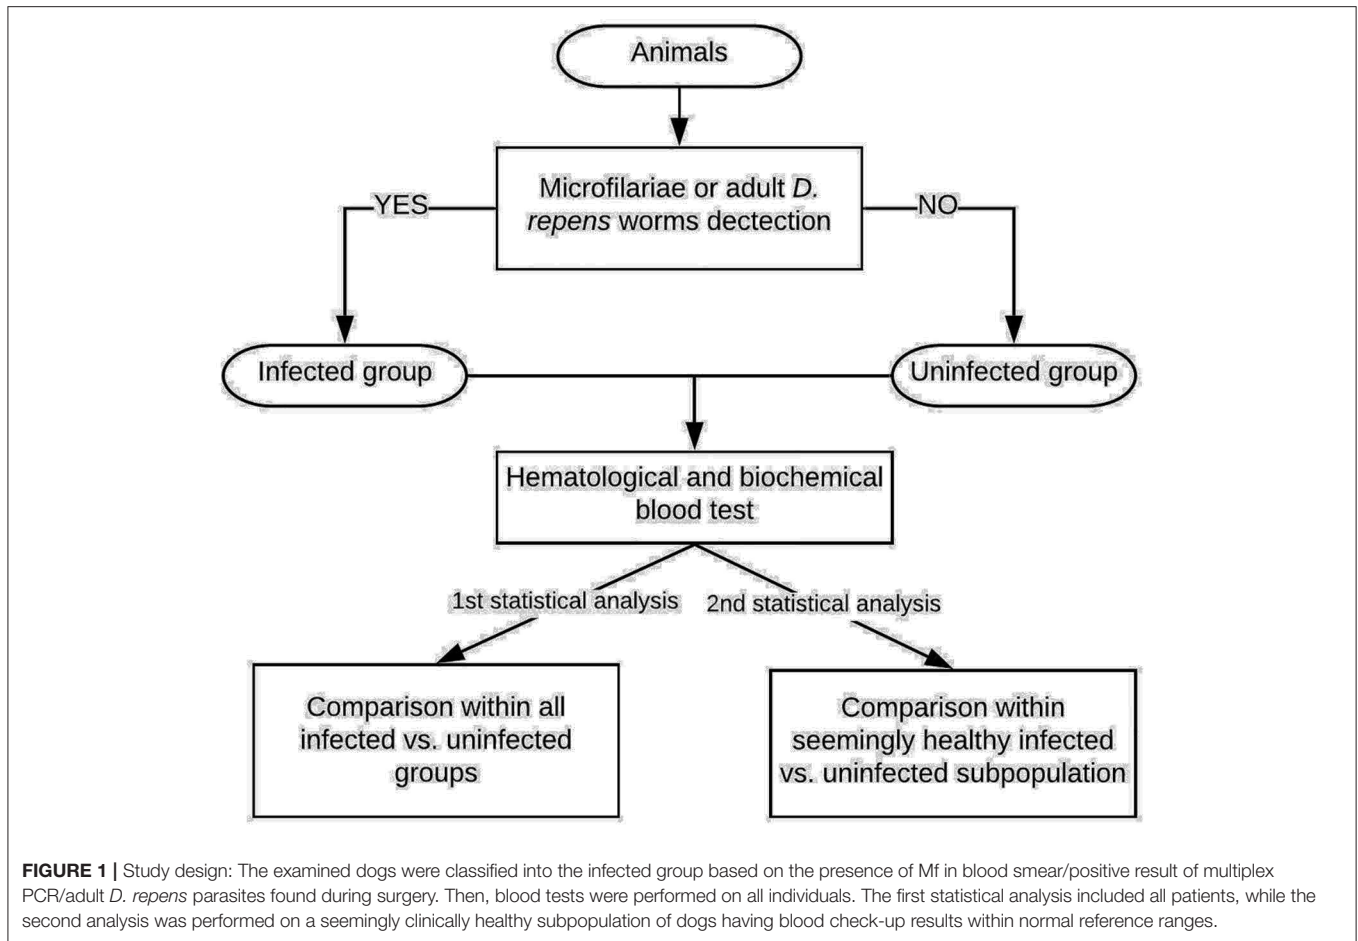 Animals
Microfilariae or adult D.
repens worms dectection
YES
NO
Infected group
Uninfected group
Hematological and biochemical
blood test
1st statistical analysis
2nd statistical analysis
Comparison within all
infected vs. uninfected
groups
Comparison within
seemingly healthy infected
vs. uninfected subpopulation
FIGURE 1 | Study design: The examined dogs were classified into the infected group based on the presence of Mf in blood smear/positive result of multiplex
PCR/adult D. repens parasites found during surgery. Then, blood tests were performed on all individuals. The first statistical analysis included all patients, while the
second analysis was performed on a seemingly clinically healthy subpopulation of dogs having blood check-up results within normal reference ranges.